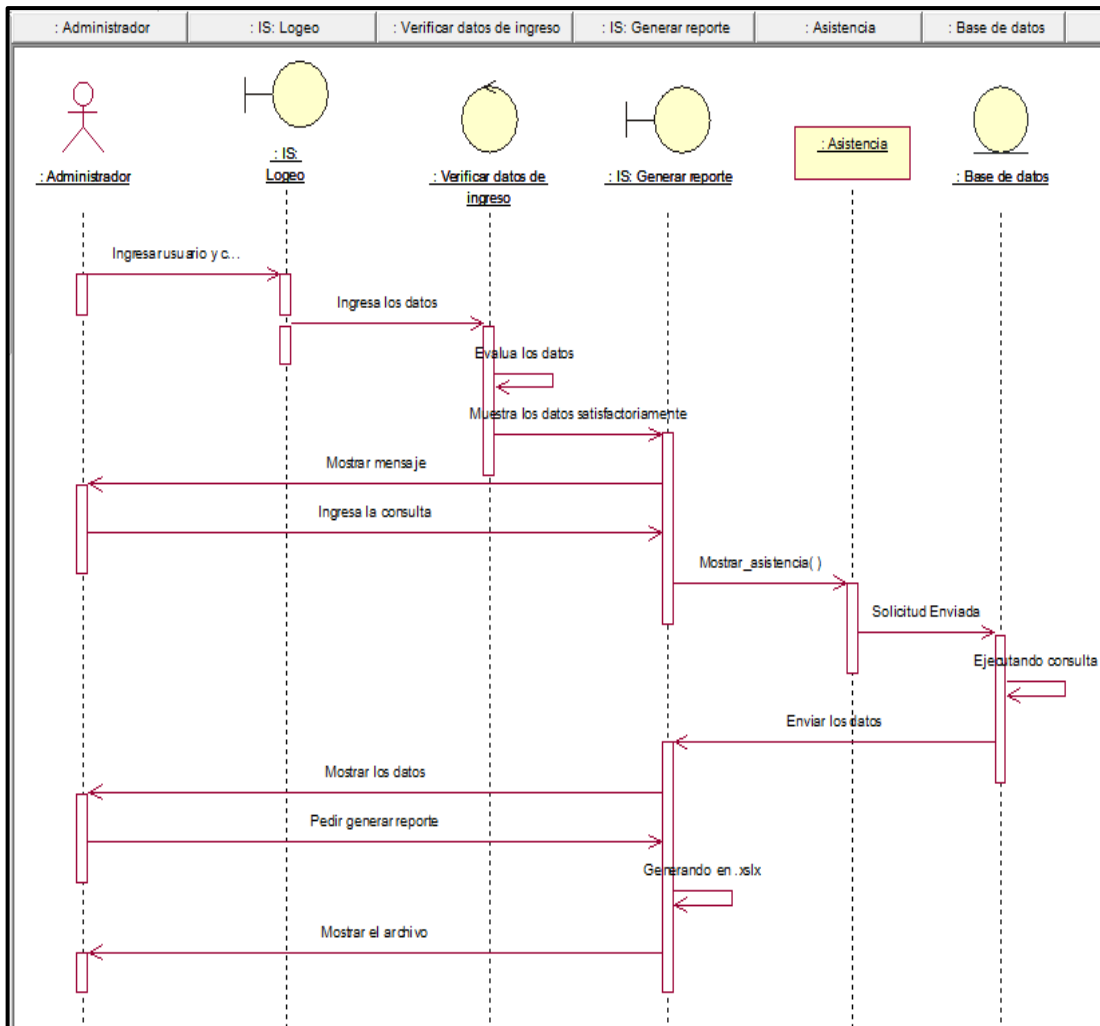 : Administrador
: IS: Logeo
: Verificar datos de ingreso
: IS: Generar reporte
: Asistencia
: Base de datos
: Administrador
: IS:
Logeo
: Verificar datos de
ingreso
: IS: Generar reporte
: Asistencia
: Base de datos
Ingresar usuario y c...
Ingresa los datos
Evalua los datos
Muestra los datos satisfactoriamente
Mostrar mensaje
Ingresa la consulta
Mostrar_asistencia( )
Solicitud Enviada
Ejecutando consulta
Enviar los datos
Mostrar los datos
Pedir generar reporte
Generando en .xslx
Mostrar el archivo